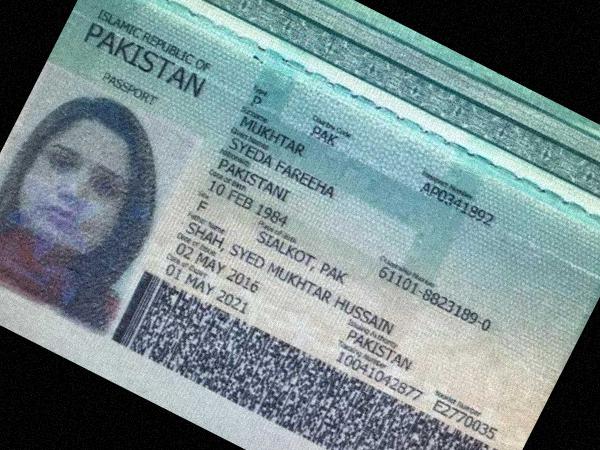 ISLAMIC REPUBLIC OF
PAKISTAN
PASSPORT
Type
P
Country Code
PAK
Passport Number
AP0341892
Surname
MUKHTAR
SYEDA FAREEHA
Nationality
PAKISTANI
Date of Birth
10 FEB 1984
Citizenship Number
61101-8823189-0
Sex
F
Place of Birth
SIALKOT, PAK
Father Name
SHAH, SYED MUKHTAR HUSSAIN
Date of Issue
02 MAY 2016
Issuing Authority
PAKISTAN
Date of Expiry
01 MAY 2021
Tracking Number
10041042877
Booklet Number
E2770035